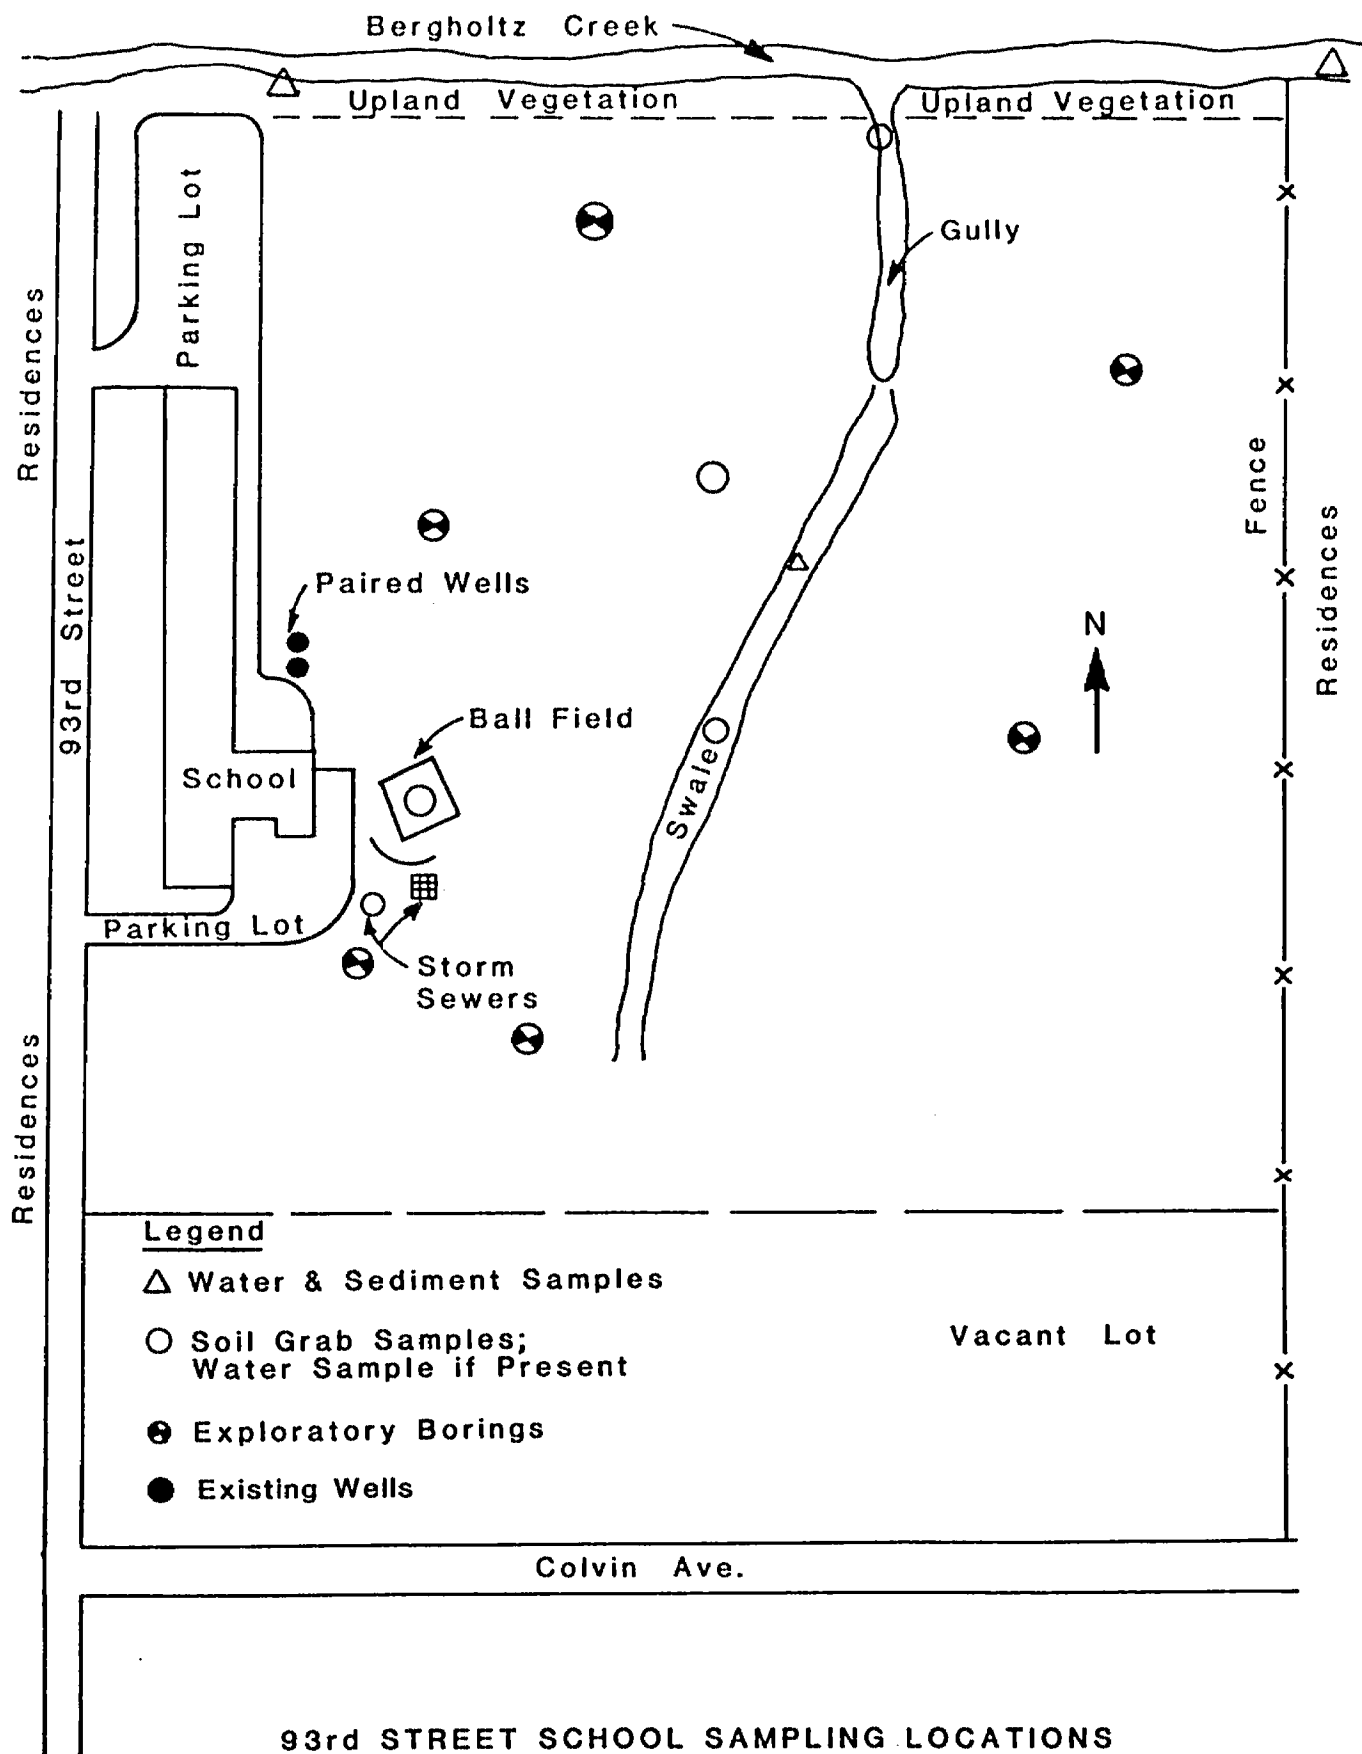 Bergholtz Creek
Upland Vegetation
Upland Vegetation
Parking Lot
Gully
Residences
Fence
Residences
Paired Wells
93rd Street
N
Ball Field
School
Swale
Parking Lot
Storm
Sewers
Residences
Legend
Water & Sediment Samples
Soil Grab Samples;
Water Sample if Present
Vacant Lot
Exploratory Borings
Existing Wells
Colvin Ave.
93rd STREET SCHOOL SAMPLING LOCATIONS